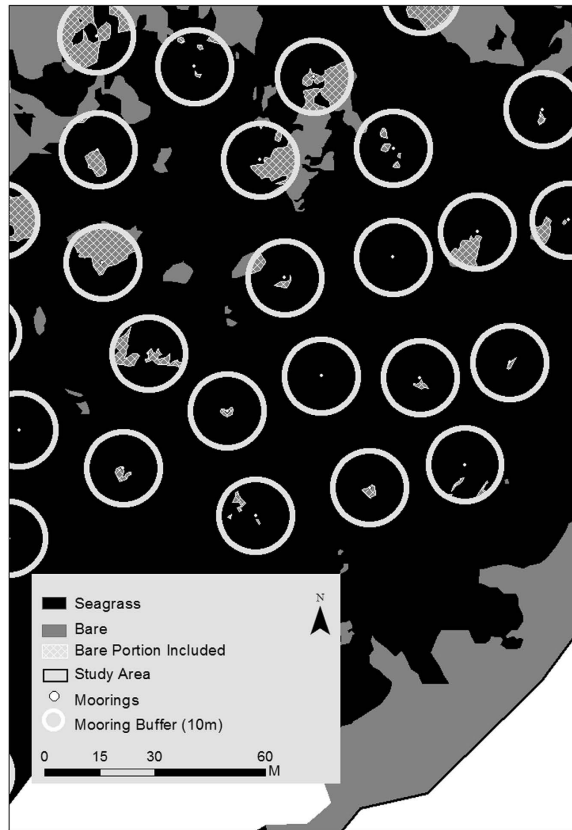 N
Seagrass
Bare
Bare Portion Included
Study Area
Moorings
Mooring Buffer (10m)
0 15 30 60
M